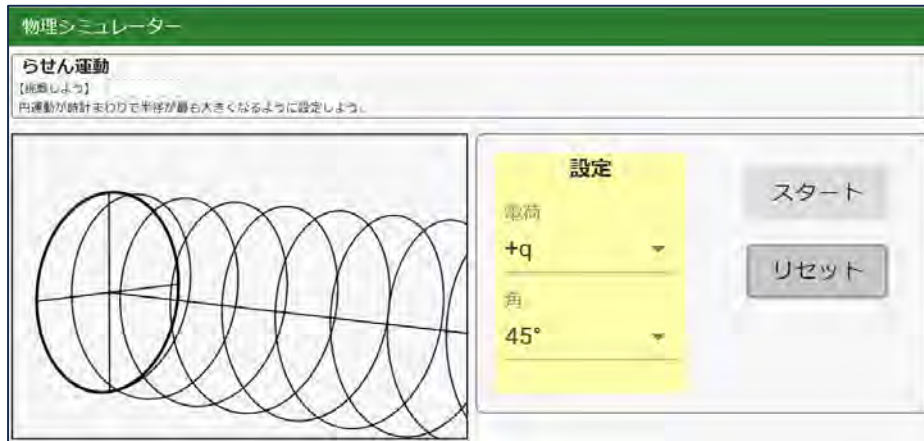 物理シミュレーター
らせん運動
【挑戦しよう】
円運動が時計まわりで半径が最も大きくなるように設定しよう。
設定
電荷
+q
角
45°
スタート
リセット